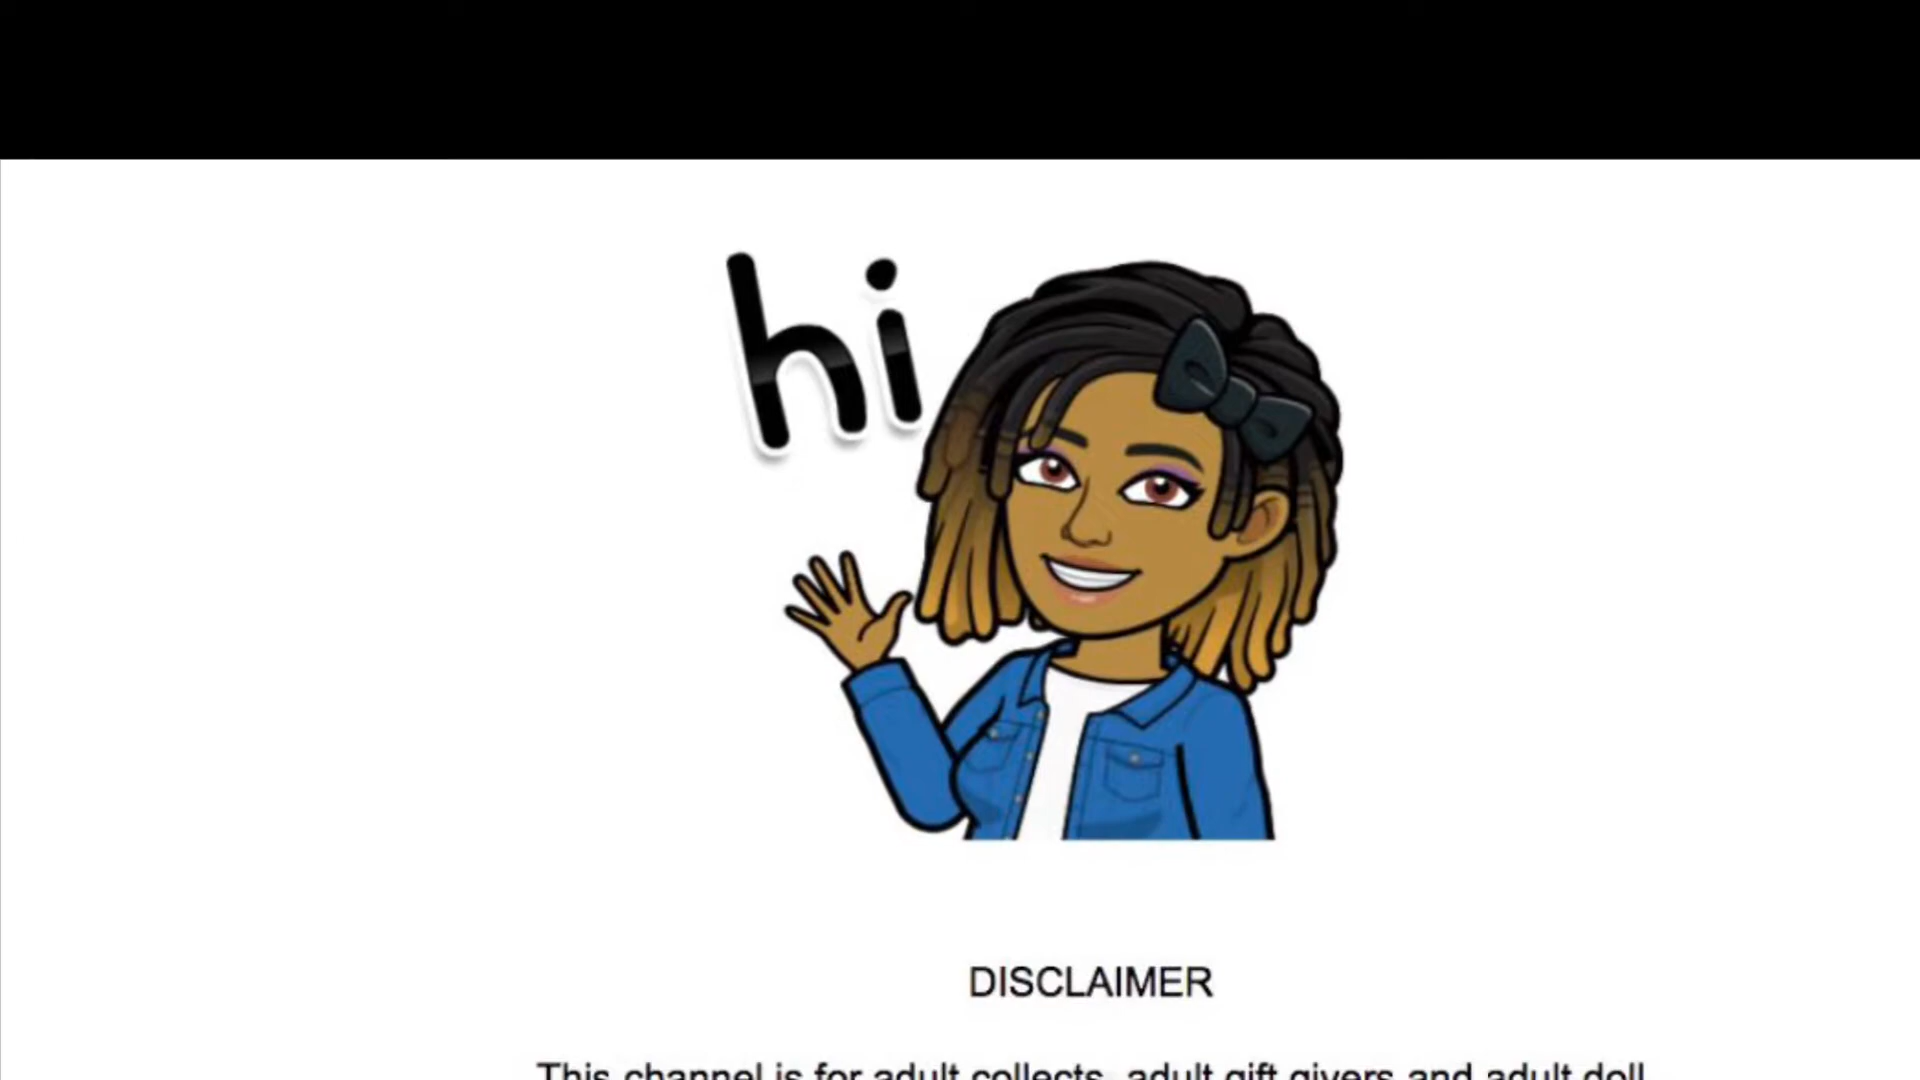 hi
DISCLAIMER
This channel is for adult collects, adult gift givers and adult doll